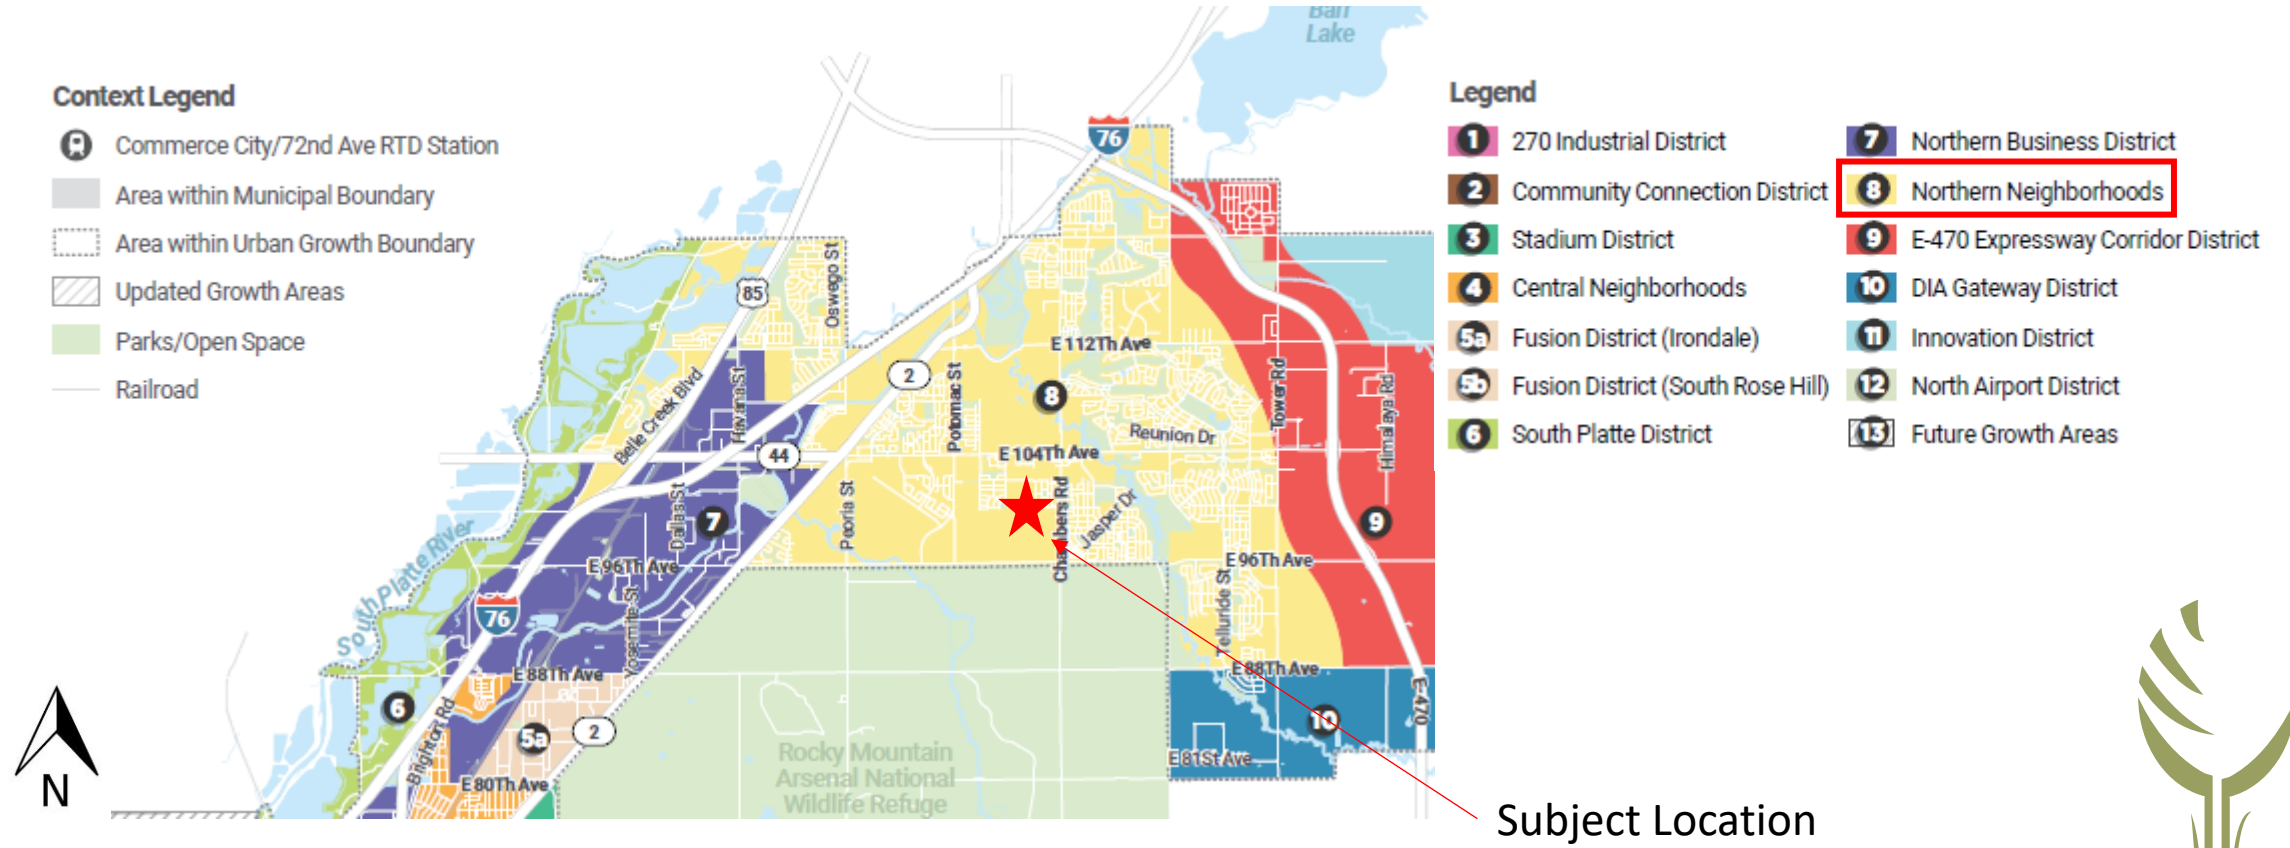 Context Legend
Commerce City/72nd Ave RTD Station
Area within Municipal Boundary
Area within Urban Growth Boundary
Updated Growth Areas
Parks/Open Space
Railroad
N
Barr
Lake
76
85
Oswego St
E 112Th Ave
2
Potomac St
8
Belle Creek Blvd
Havana St
Tower Rd
Himalaya Rd
Reunion Dr
44
E 104Th Ave
Dallas St
7
Peoria St
Chambers Rd
Jasper Dr
9
South Platte River
E 96Th Ave
E 96Th Ave
76
Yosemite St
Telluride St
E 88Th Ave
E 88Th Ave
6
Brighton Rd
5a
2
E-470
10
Rocky Mountain
Arsenal National
Wildlife Refuge
E 81St Ave
E 80Th Ave
Subject Location
Legend
1 270 Industrial District
2 Community Connection District
3 Stadium District
4 Central Neighborhoods
5a Fusion District (Irondale)
5b Fusion District (South Rose Hill)
6 South Platte District
7 Northern Business District
8 Northern Neighborhoods
9 E-470 Expressway Corridor District
10 DIA Gateway District
11 Innovation District
12 North Airport District
13 Future Growth Areas